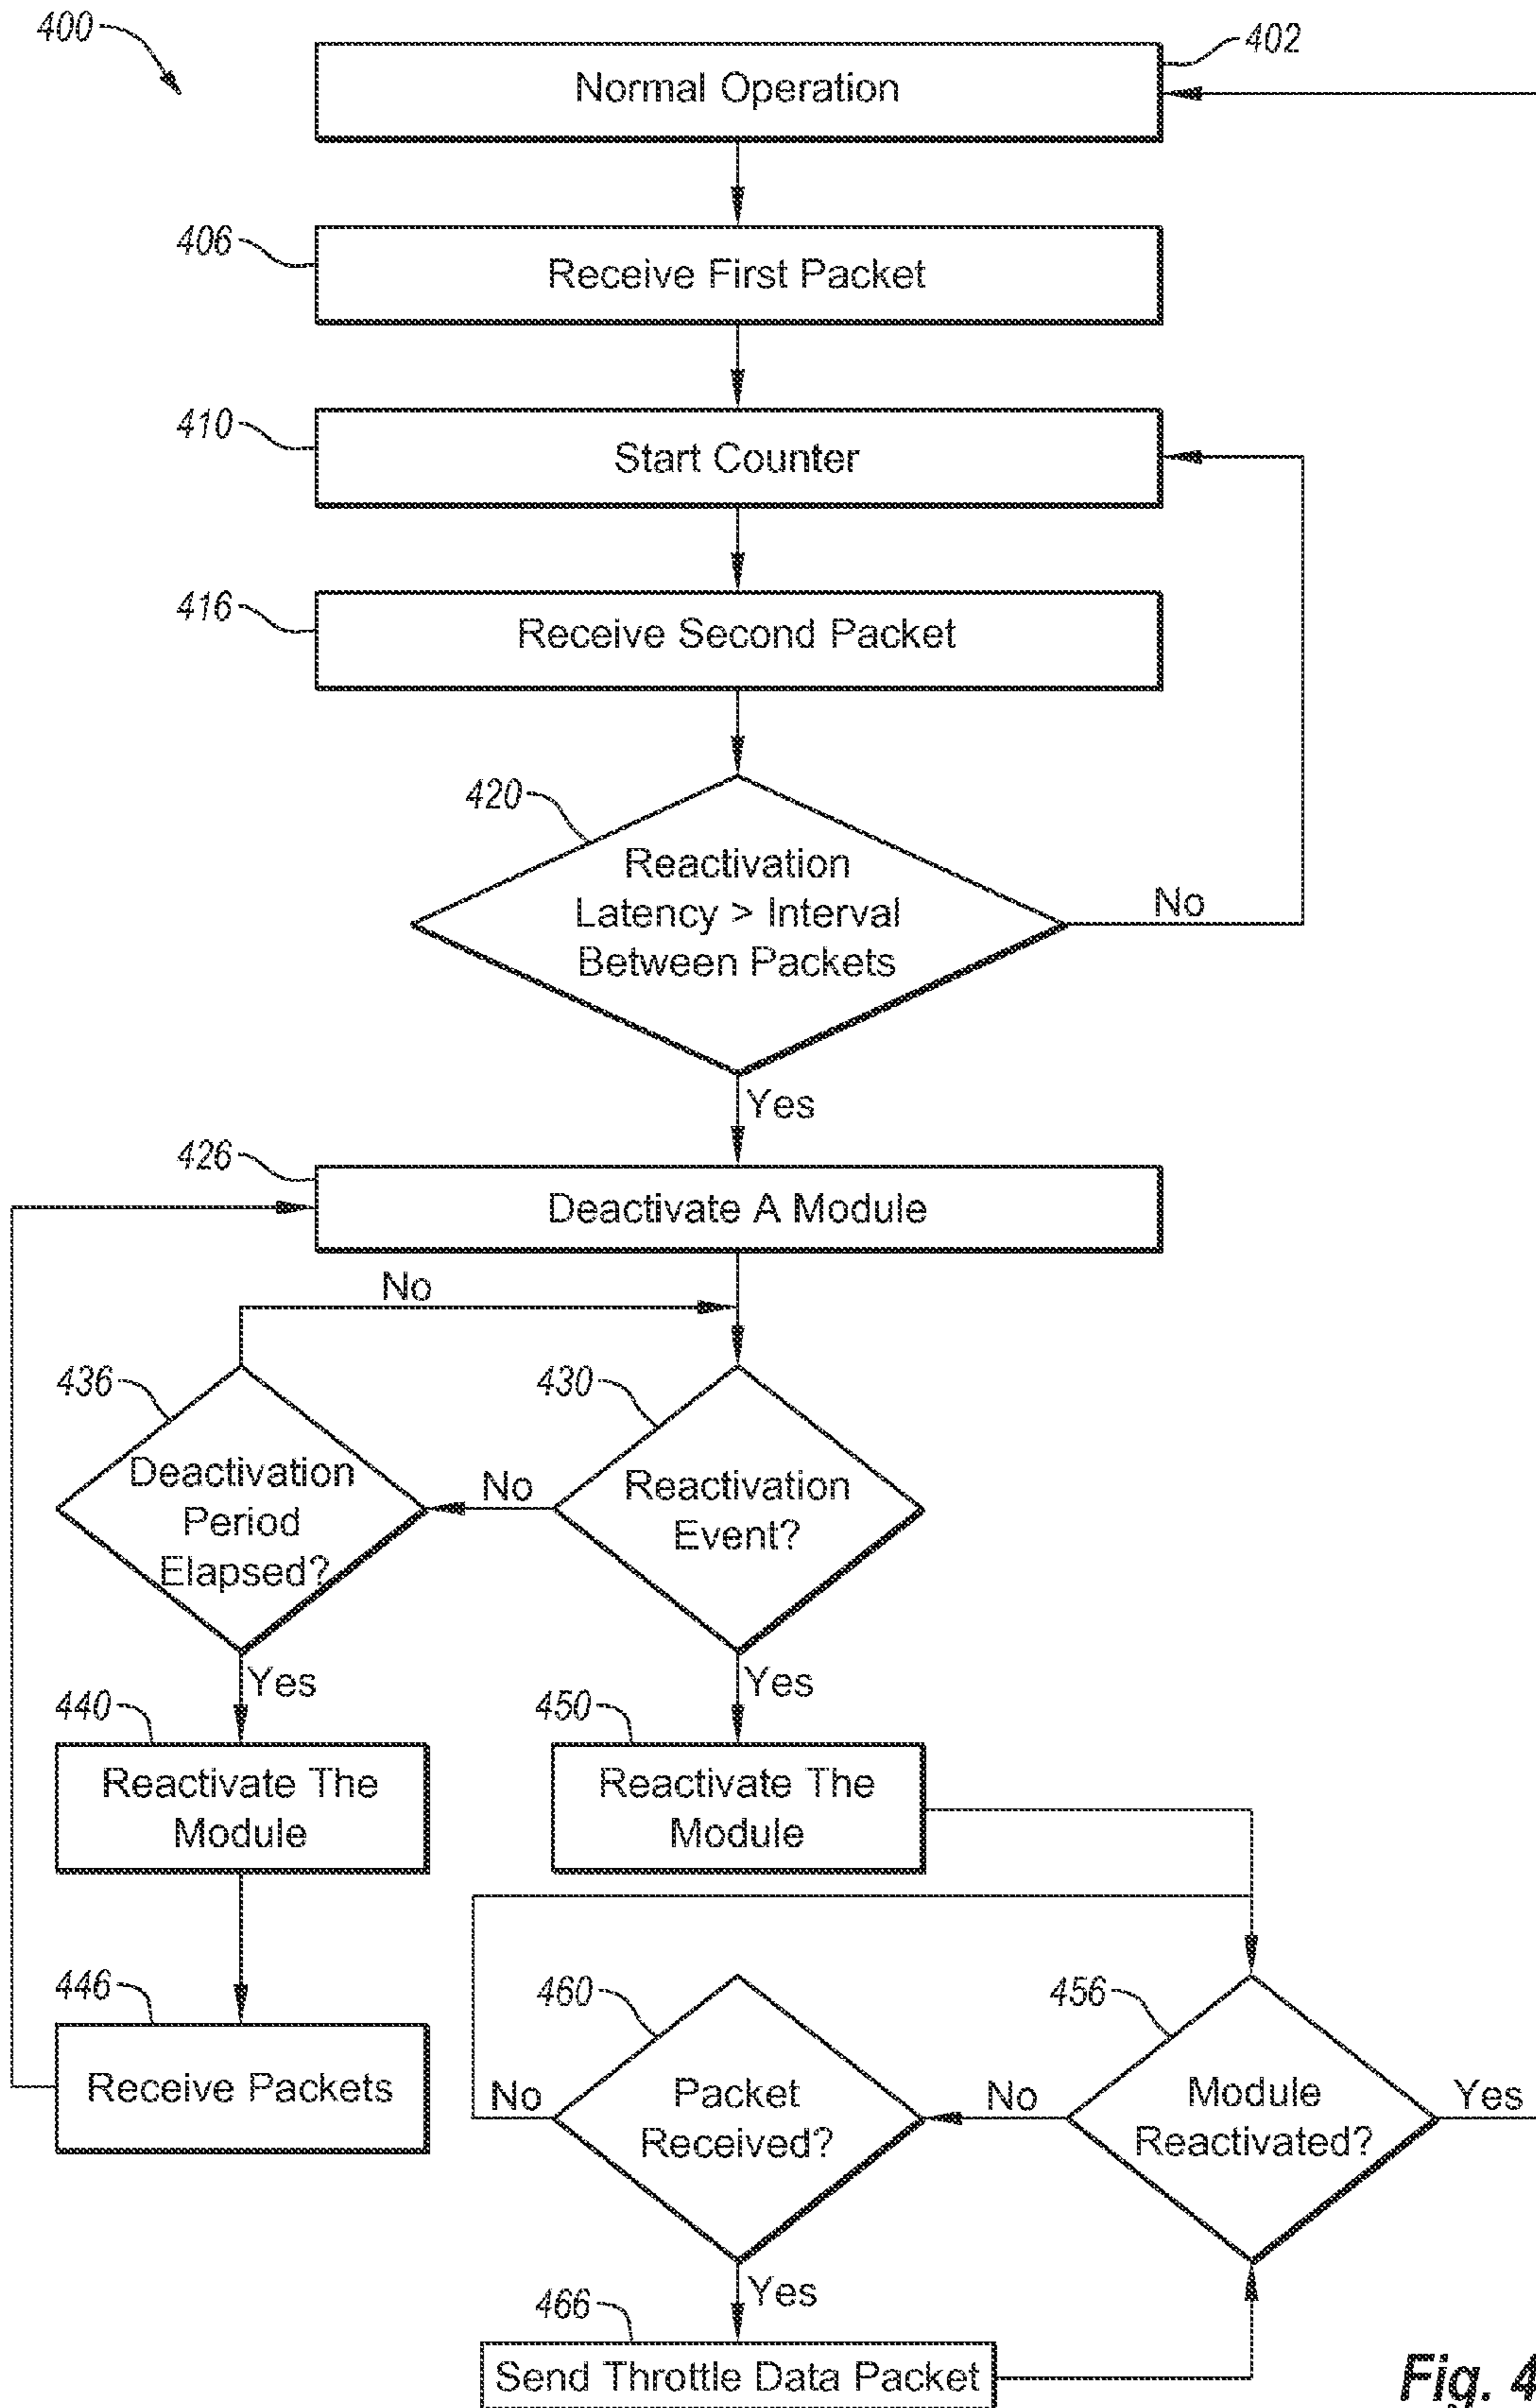 400
402
Normal Operation
406
Receive First Packet
410
Start Counter
416
Receive Second Packet
420
Reactivation
Latency > Interval
Between Packets
No
Yes
426
Deactivate A Module
No
436
430
Deactivation
Period
Elapsed?
No
Reactivation
Event?
Yes
Yes
440
450
Reactivate The
Module
Reactivate The
Module
446
460
456
Receive Packets
No
Packet
Received?
No
Module
Reactivated?
Yes
Yes
466
Send Throttle Data Packet
Fig. 4